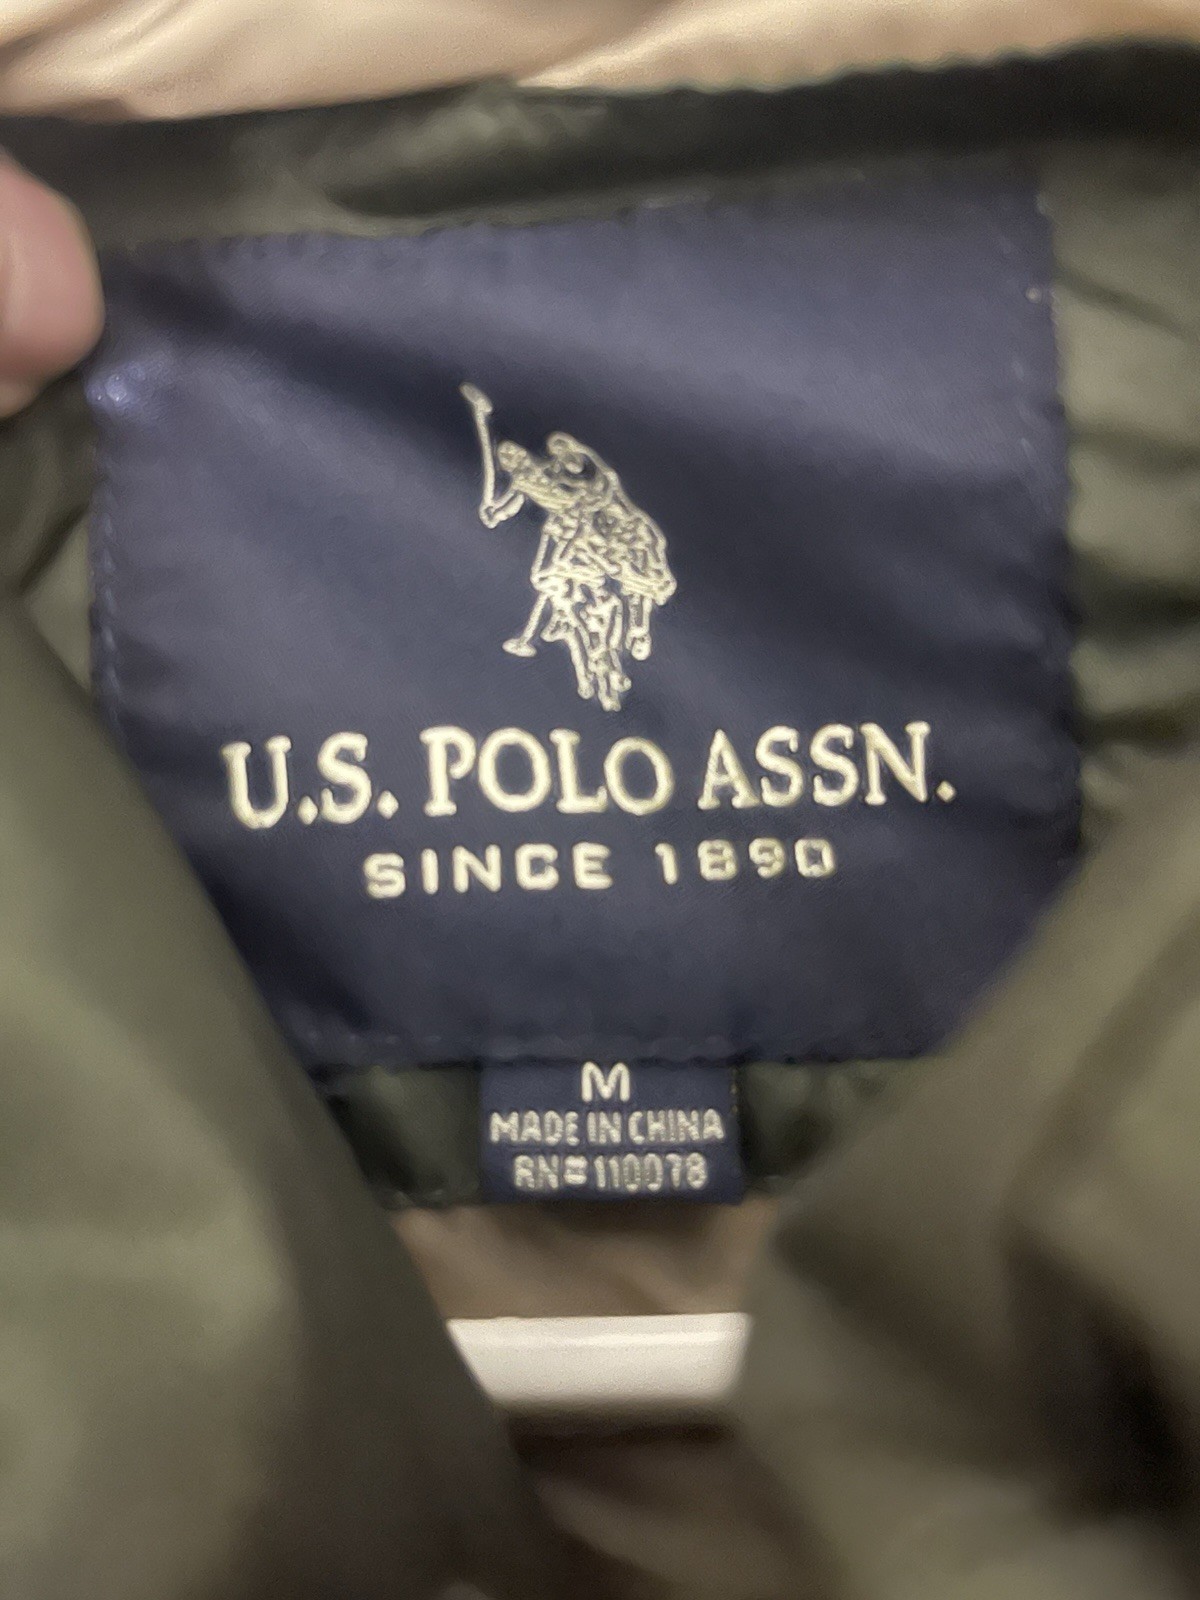 U.S. POLO ASSN.
SINCE 1890
M
MADE IN CHINA
RN# 110078